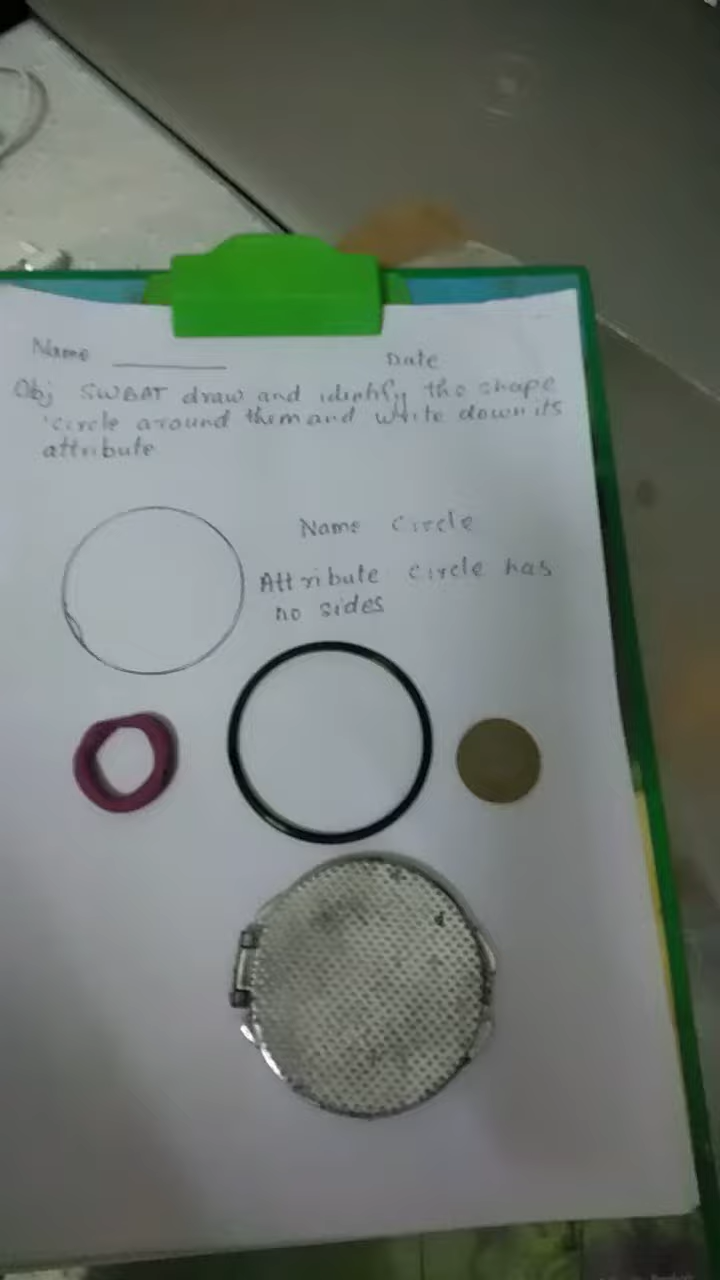 Name ________ Date
Obj SWBAT draw and identify the shape
circle around them and write down its
attribute
Name Circle
Attribute circle has
no sides